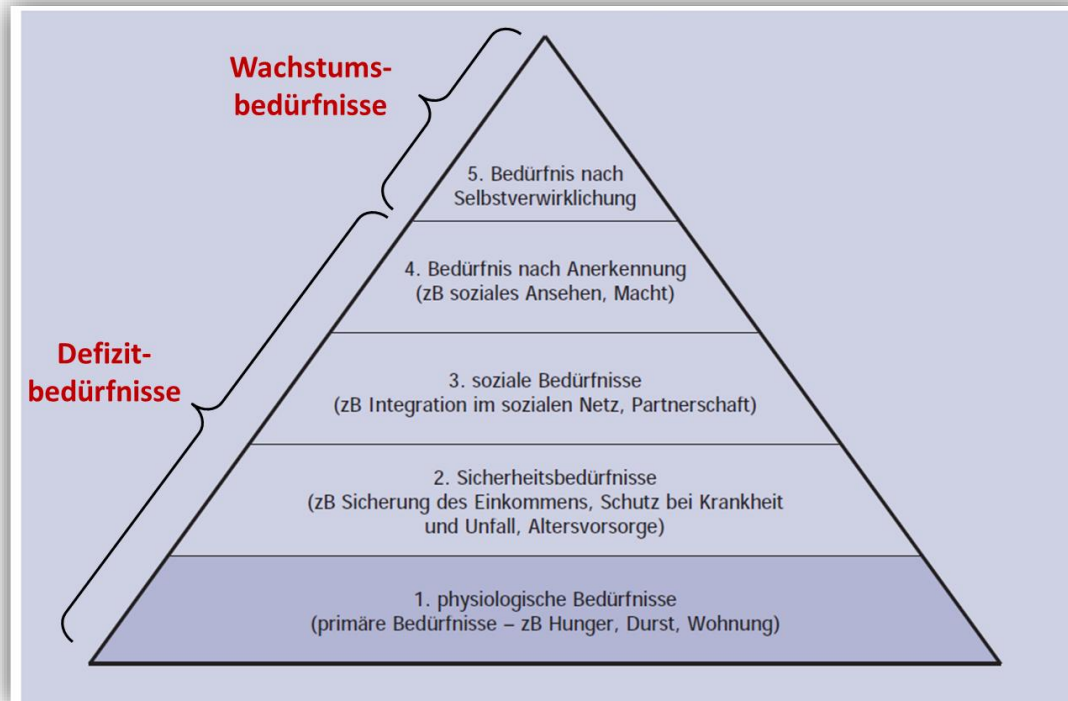 Wachstums-
bedürfnisse
5. Bedürfnis nach
Selbstverwirklichung
4. Bedürfnis nach Anerkennung
(zB soziales Ansehen, Macht)
Defizit-
bedürfnisse
3. soziale Bedürfnisse
(zB Integration im sozialen Netz, Partnerschaft)
2. Sicherheitsbedürfnisse
(zB Sicherung des Einkommens, Schutz bei Krankheit
und Unfall, Altersvorsorge)
1. physiologische Bedürfnisse
(primäre Bedürfnisse – zB Hunger, Durst, Wohnung)